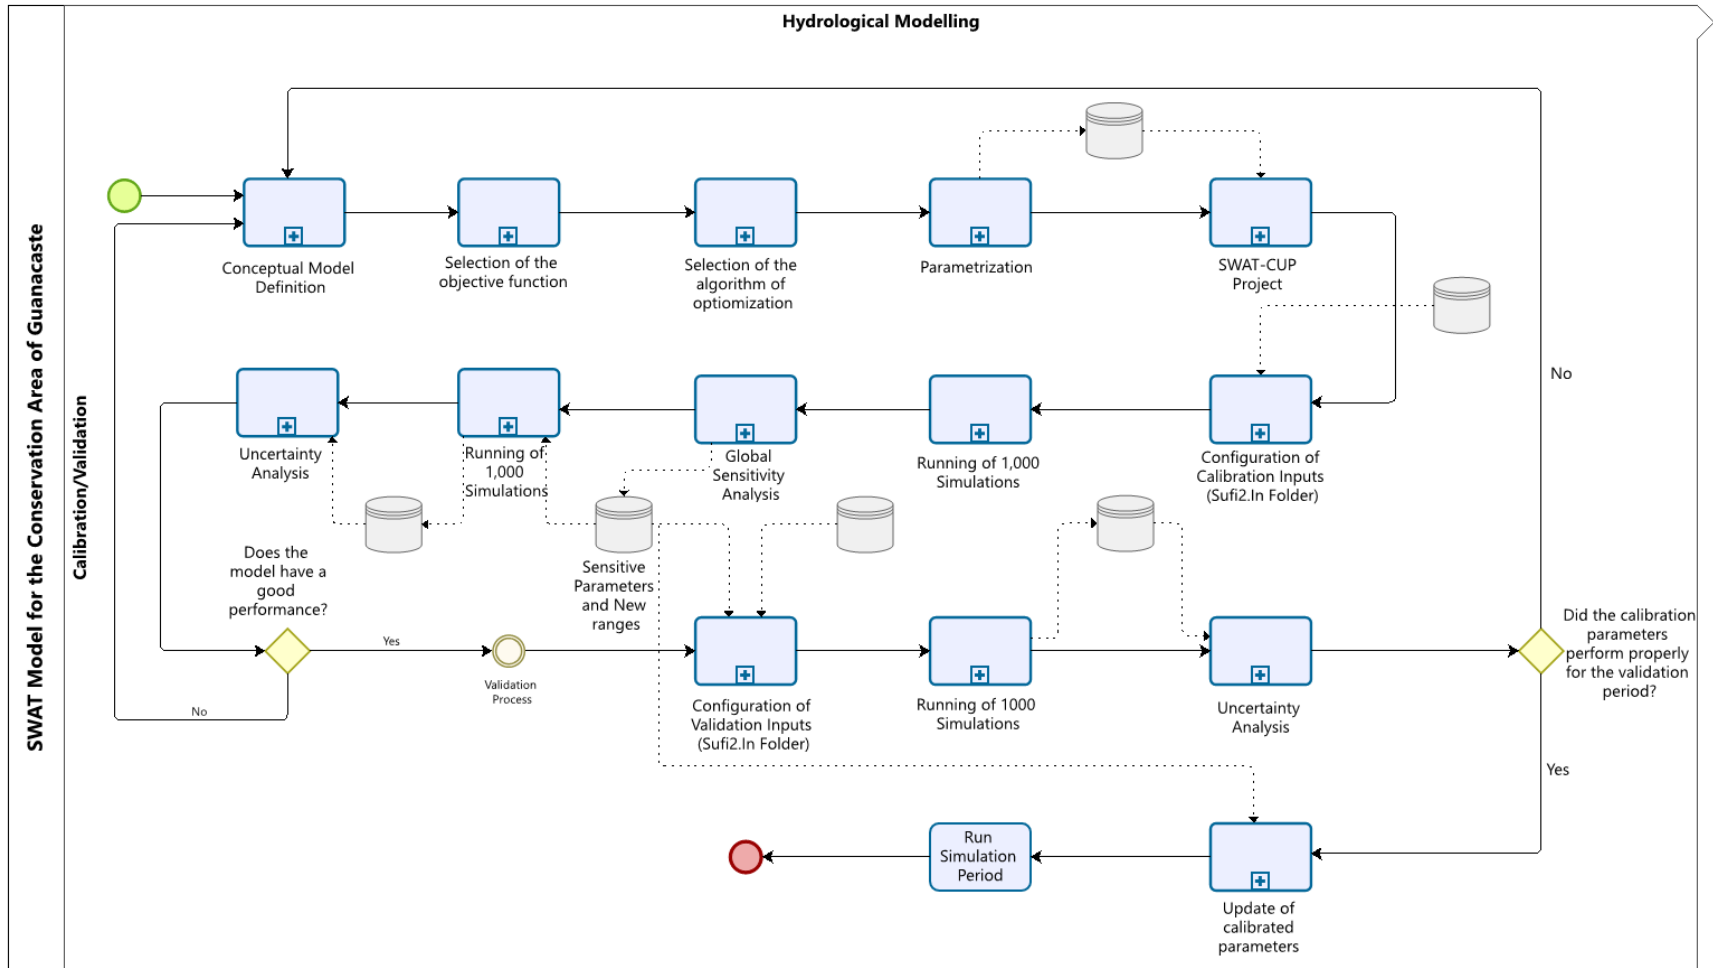 Hydrological Modelling
SWAT Model for the Conservation Area of Guanacaste
Calibration/Validation
Conceptual Model
Definition
Selection of the
objective function
Selection of the
algorithm of
optiomization
Parametrization
SWAT-CUP
Project
No
Uncertainty
Analysis
Running of
1,000
Simulations
Global
Sensitivity
Analysis
Running of 1,000
Simulations
Configuration of
Calibration Inputs
(Sufi2.In Folder)
Does the
model have a
good
performance?
Sensitive
Parameters
and New
ranges
Yes
Validation
Process
No
Configuration of
Validation Inputs
(Sufi2.In Folder)
Running of 1000
Simulations
Uncertainty
Analysis
Did the calibration
parameters
perform properly
for the validation
period?
Yes
Run
Simulation
Period
Update of
calibrated
parameters